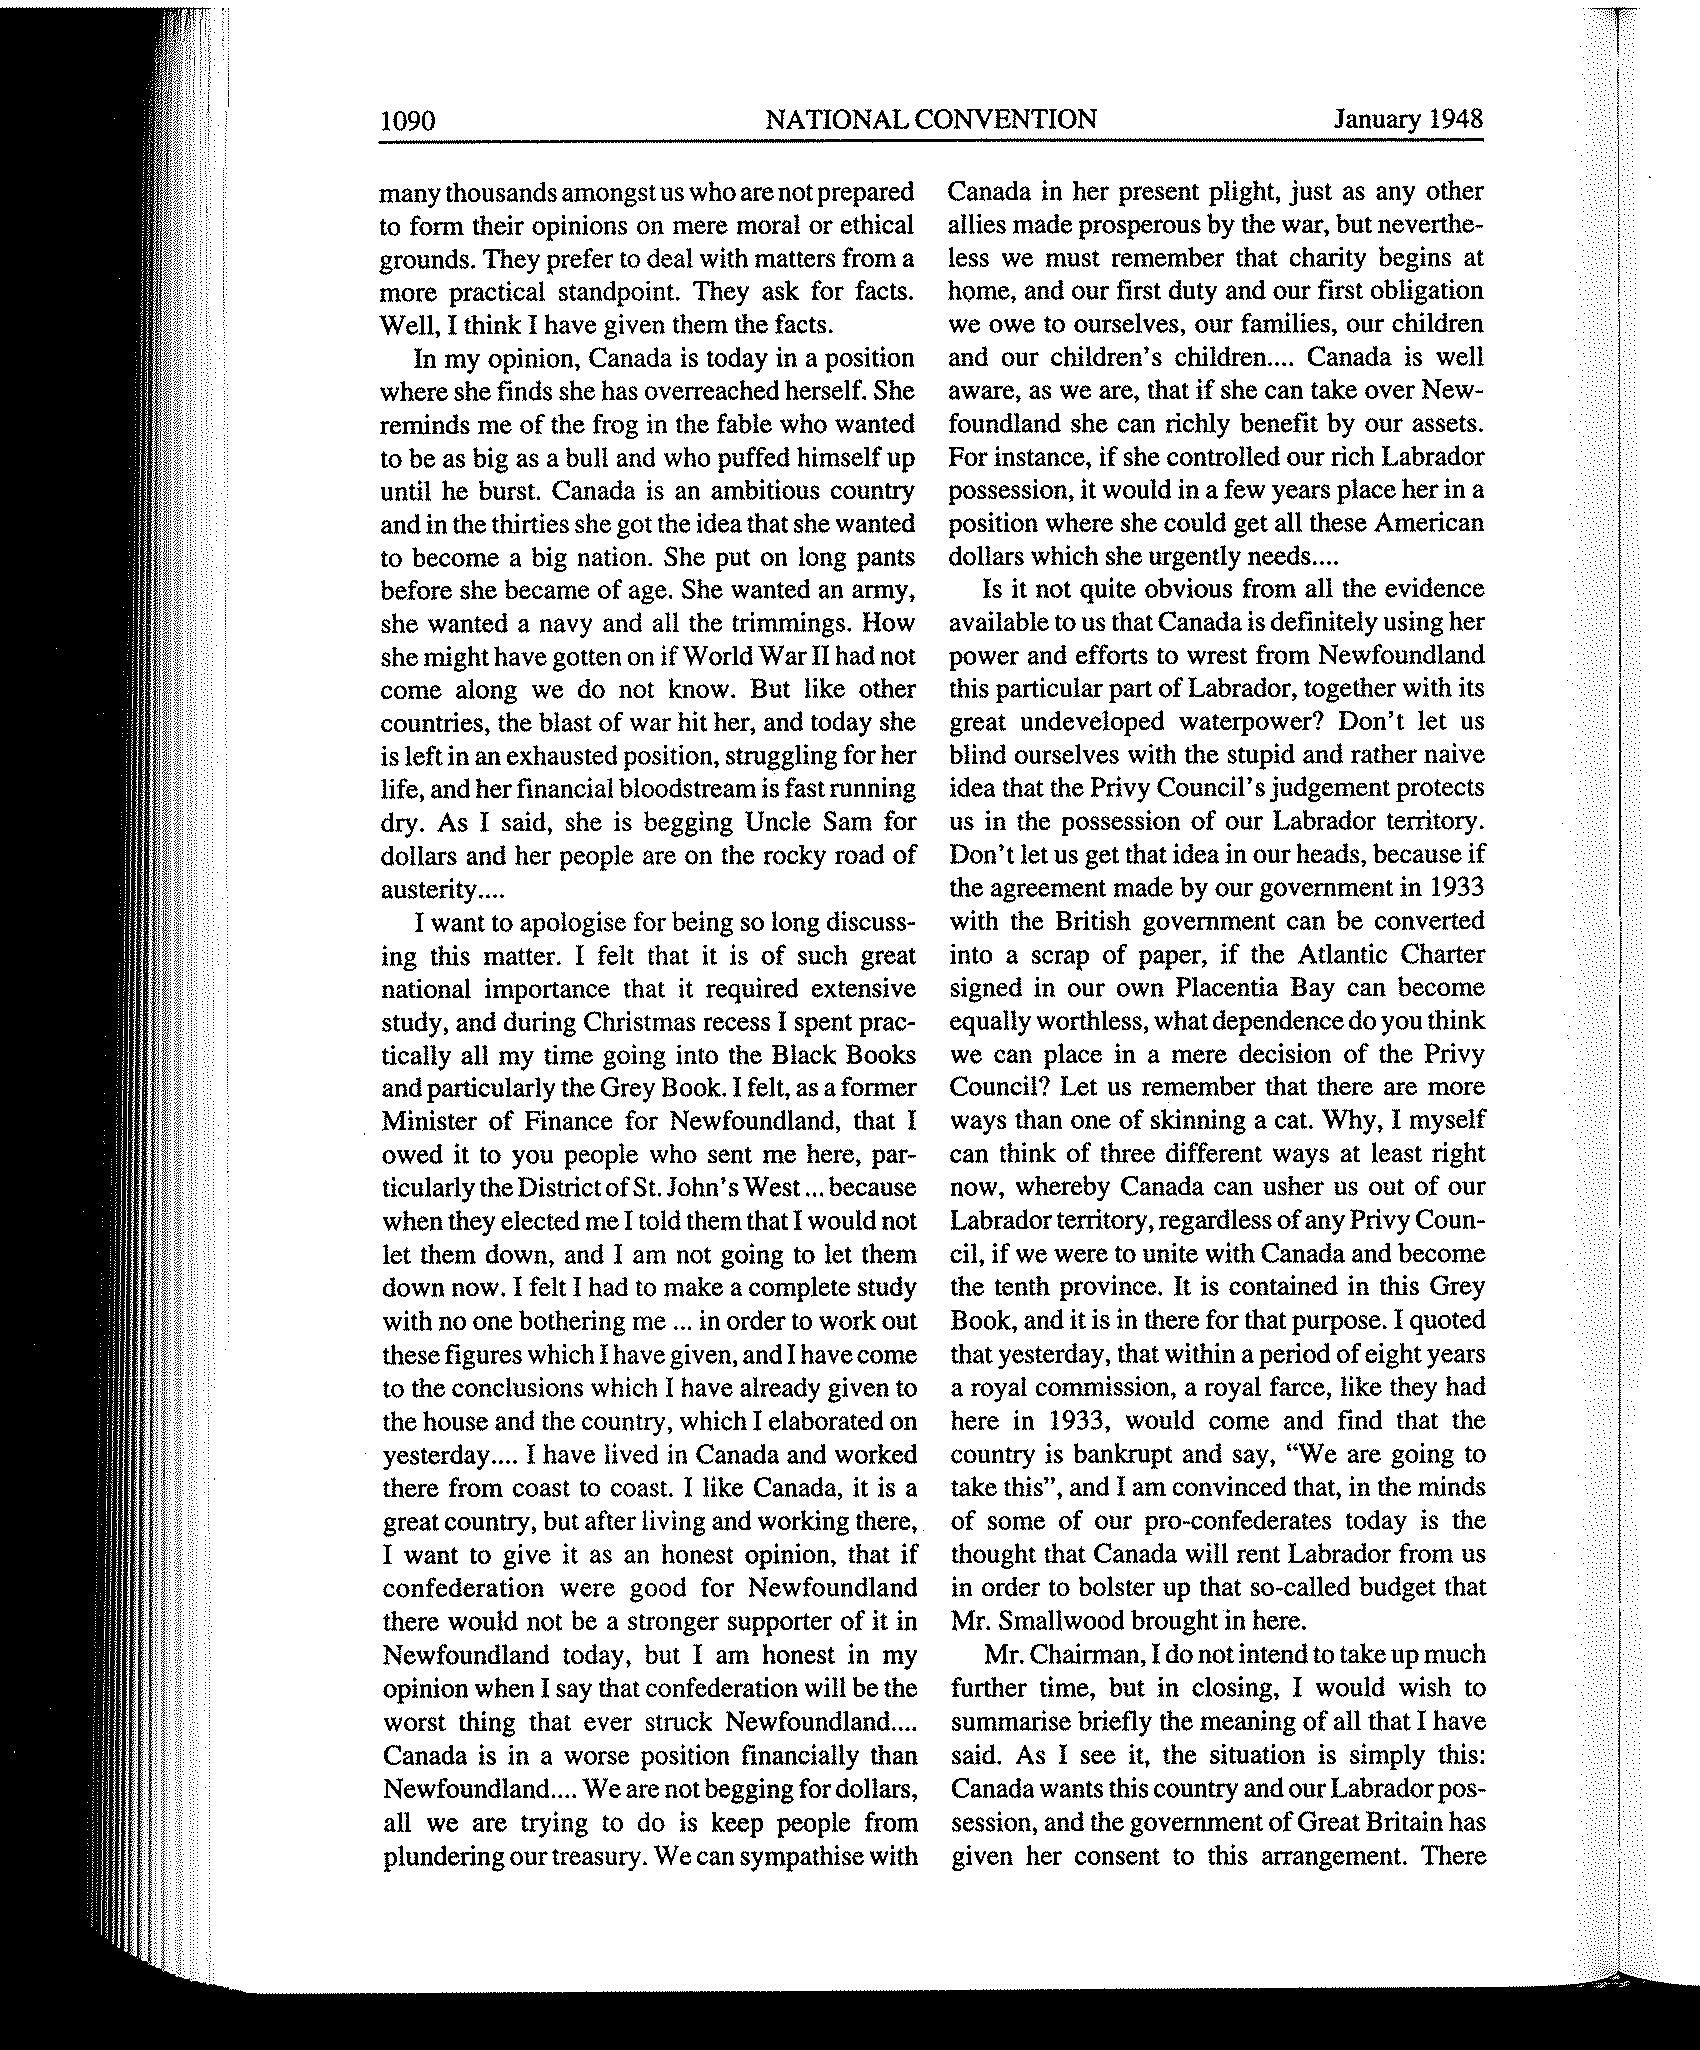 1090 NATIONAL CONVENTION January 1948
many thousands amongst us who are not prepared
to form their opinions on mere moral or ethical
grounds. They prefer to deal with matters from a
more practical standpoint. They ask for facts.
Well, I think I have given them the facts.
In my opinion, Canada is today in a position
where she finds she has overreached herself. She
reminds me of the frog in the fable who wanted
to be as big as a bull and who puffed himself up
until he burst. Canada is an ambitious country
and in the thirties she got the idea that she wanted
to become a big nation. She put on long pants
before she became of age. She wanted an army,
she wanted a navy and all the trimmings. How
she might have gotten on if World War II had not
come along we do not know. But like other
countries, the blast of war hit her, and today she
is left in an exhausted position, struggling for her
life, and her financial bloodstream is fast running
dry. As I said, she is begging Uncle Sam for
dollars and her people are on the rocky road of
austerity....
I want to apologise for being so long discuss-
ing this matter. I felt that it is of such great
national importance that it required extensive
study, and during Christmas recess I spent prac-
tically all my time going into the Black Books
and particularly the Grey Book. I felt, as a former
Minister of Finance for Newfoundland, that I
owed it to you people who sent me here, par-
ticularly the District of St. John's West ... because
when they elected me I told them that I would not
let them down, and I am not going to let them
down now. I felt I had to make a complete study
with no one bothering me ... in order to work out
these figures which I have given, and I have come
to the conclusions which I have already given to
the house and the country, which I elaborated on
yesterday.... I have lived in Canada and worked
there from coast to coast. I like Canada, it is a
great country, but after living and working there,
I want to give it as an honest opinion, that if
confederation were good for Newfoundland
there would not be a stronger supporter of it in
Newfoundland today, but I am honest in my
opinion when I say that confederation will be the
worst thing that ever struck Newfoundland....
Canada is in a worse position financially than
Newfoundland.... We are not begging for dollars,
all we are trying to do is keep people from
plundering our treasury. We can sympathise with
Canada in her present plight, just as any other
allies made prosperous by the war, but neverthe-
less we must remember that charity begins at
home, and our first duty and our first obligation
we owe to ourselves, our families, our children
and our children's children.... Canada is well
aware, as we are, that if she can take over New-
foundland she can richly benefit by our assets.
For instance, if she controlled our rich Labrador
possession, it would in a few years place her in a
position where she could get all these American
dollars which she urgently needs....
Is it not quite obvious from all the evidence
available to us that Canada is definitely using her
power and efforts to wrest from Newfoundland
this particular part of Labrador, together with its
great undeveloped waterpower? Don't let us
blind ourselves with the stupid and rather naive
idea that the Privy Council's judgement protects
us in the possession of our Labrador territory.
Don't let us get that idea in our heads, because if
the agreement made by our government in 1933
with the British government can be converted
into a scrap of paper, if the Atlantic Charter
signed in our own Placentia Bay can become
equally worthless, what dependence do you think
we can place in a mere decision of the Privy
Council? Let us remember that there are more
ways than one of skinning a cat. Why, I myself
can think of three different ways at least right
now, whereby Canada can usher us out of our
Labrador territory, regardless of any Privy Coun-
cil, if we were to unite with Canada and become
the tenth province. It is contained in this Grey
Book, and it is in there for that purpose. I quoted
that yesterday, that within a period of eight years
a royal commission, a royal farce, like they had
here in 1933, would come and find that the
country is bankrupt and say, "We are going to
take this", and I am convinced that, in the minds
of some of our pro-confederates today is the
thought that Canada will rent Labrador from us
in order to bolster up that so-called budget that
Mr. Smallwood brought in here.
Mr. Chairman, I do not intend to take up much
further time, but in closing, I would wish to
summarise briefly the meaning of all that I have
said. As I see it, the situation is simply this:
Canada wants this country and our Labrador pos-
session, and the government of Great Britain has
given her consent to this arrangement. There